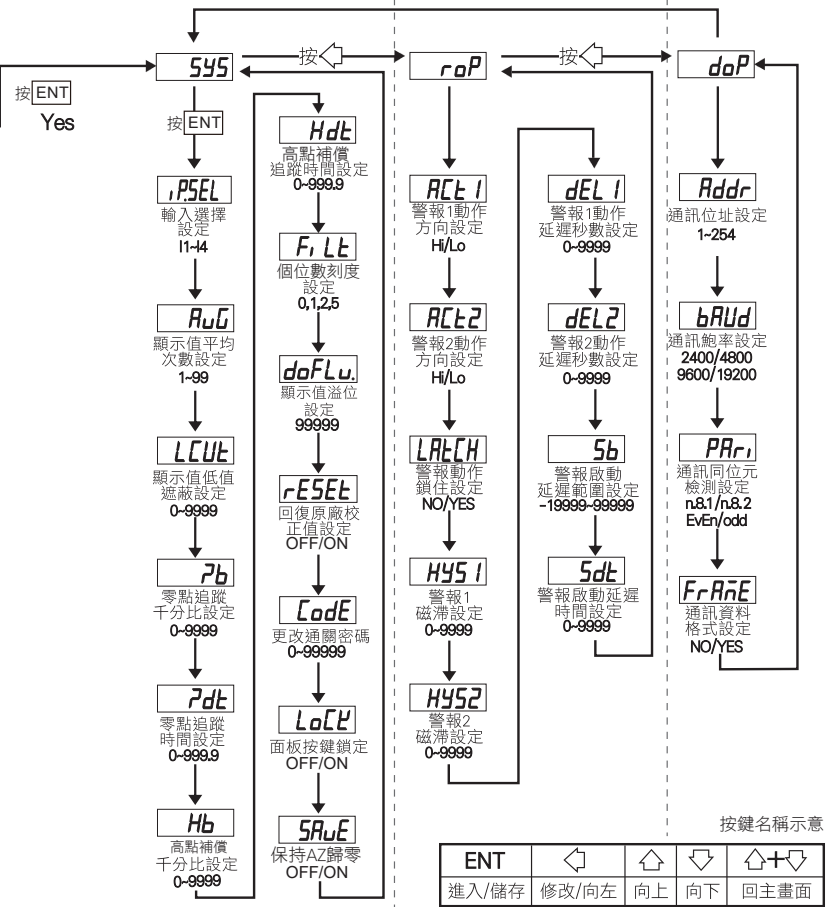 按ENT
Yes
SYS
按
roP
按
doP
按ENT
iP.SEL
輸入選擇
設定
I1~I4
AvG
顯示值平均
次數設定
1~99
LCUt
顯示值低值
遮蔽設定
0~9999
Zb
零點追蹤
千分比設定
0~9999
Zdt
零點追蹤
時間設定
0~999.9
Hb
高點補償
千分比設定
0~9999
Hdt
高點補償
追蹤時間設定
0~999.9
FiLt
個位數刻度
設定
0,1,2,5
doFLv.
顯示值溢位
設定
99999
rESEt
回復原廠校
正值設定
OFF/ON
CodE
更改通關密碼
0~99999
LoCK
面板按鍵鎖定
OFF/ON
SAvE
保持AZ歸零
OFF/ON
ACt1
警報1動作
方向設定
Hi/Lo
ACt2
警報2動作
方向設定
Hi/Lo
LAtCH
警報動作
鎖住設定
NO/YES
HYS1
警報1
磁滯設定
0~9999
HYS2
警報2
磁滯設定
0~9999
dEL1
警報1動作
延遲秒數設定
0~9999
dEL2
警報2動作
延遲秒數設定
0~9999
Sb
警報啟動
延遲範圍設定
-19999~99999
Sdt
警報啟動延遲
時間設定
0~9999
Addr
通訊位址設定
1~254
bAUd
通訊鮑率設定
2400/4800
9600/19200
PAri
通訊同位元
檢測設定
n.8.1/n.8.2
EvEn/odd
FrAmE
通訊資料
格式設定
NO/YES
按鍵名稱示意
ENT +
進入/儲存 修改/向左 向上 向下 回主畫面